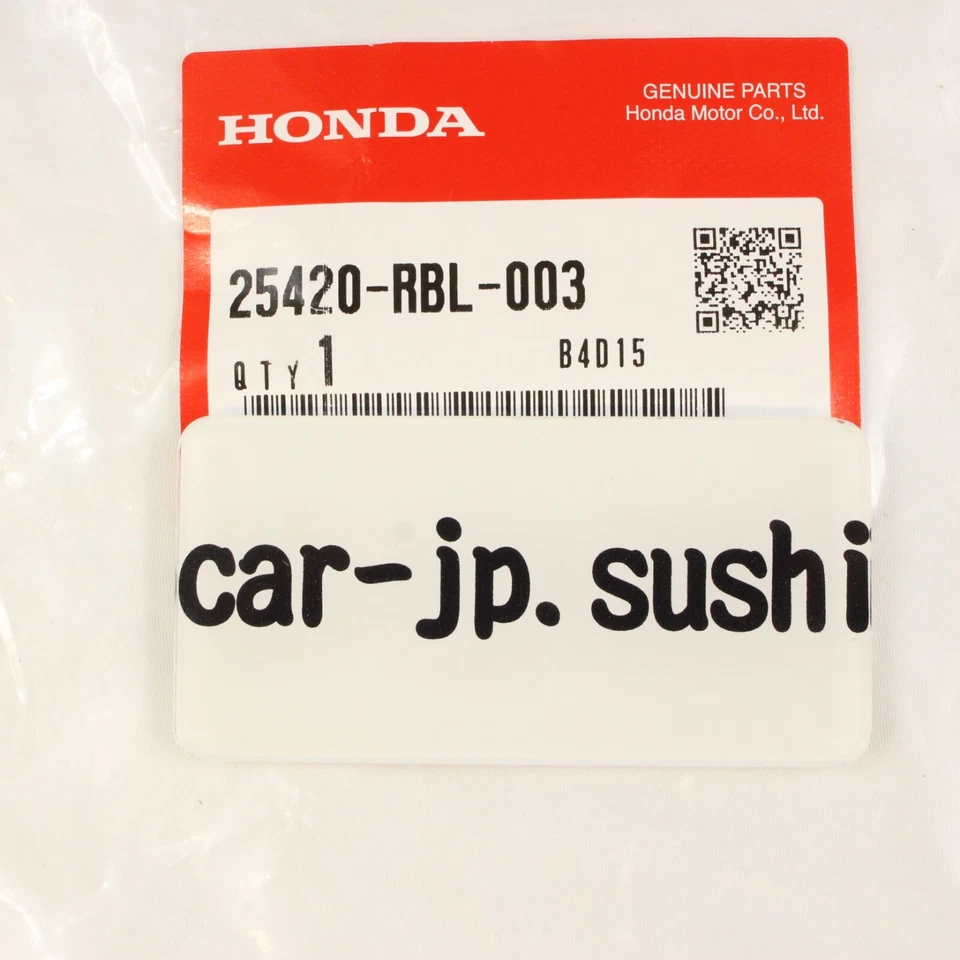 HONDA
GENUINE PARTS
Honda Motor Co., Ltd.
25420-RBL-003
QTY 1 B4D15
car-jp.sushi